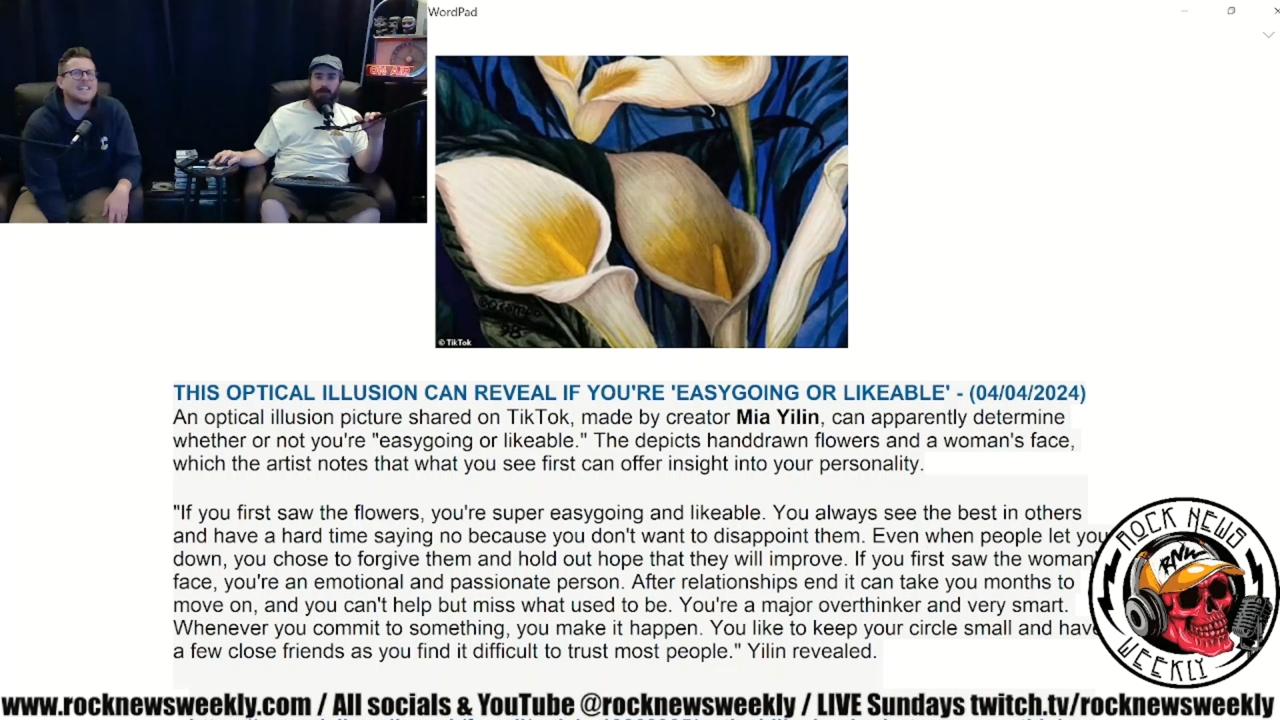 WordPad
ON AIR
Ocampo
98
© TikTok
THIS OPTICAL ILLUSION CAN REVEAL IF YOU'RE 'EASYGOING OR LIKEABLE' - (04/04/2024)
An optical illusion picture shared on TikTok, made by creator Mia Yilin, can apparently determine
whether or not you're "easygoing or likeable." The depicts handdrawn flowers and a woman's face,
which the artist notes that what you see first can offer insight into your personality.
"If you first saw the flowers, you're super easygoing and likeable. You always see the best in others
and have a hard time saying no because you don't want to disappoint them. Even when people let you
down, you chose to forgive them and hold out hope that they will improve. If you first saw the woman
face, you're an emotional and passionate person. After relationships end it can take you months to
move on, and you can't help but miss what used to be. You're a major overthinker and very smart.
Whenever you commit to something, you make it happen. You like to keep your circle small and have
a few close friends as you find it difficult to trust most people." Yilin revealed.
ROCK NEWS
RNW
WEEKLY
www.rocknewsweekly.com / All socials & YouTube @rocknewsweekly / LIVE Sundays twitch.tv/rocknewsweekly